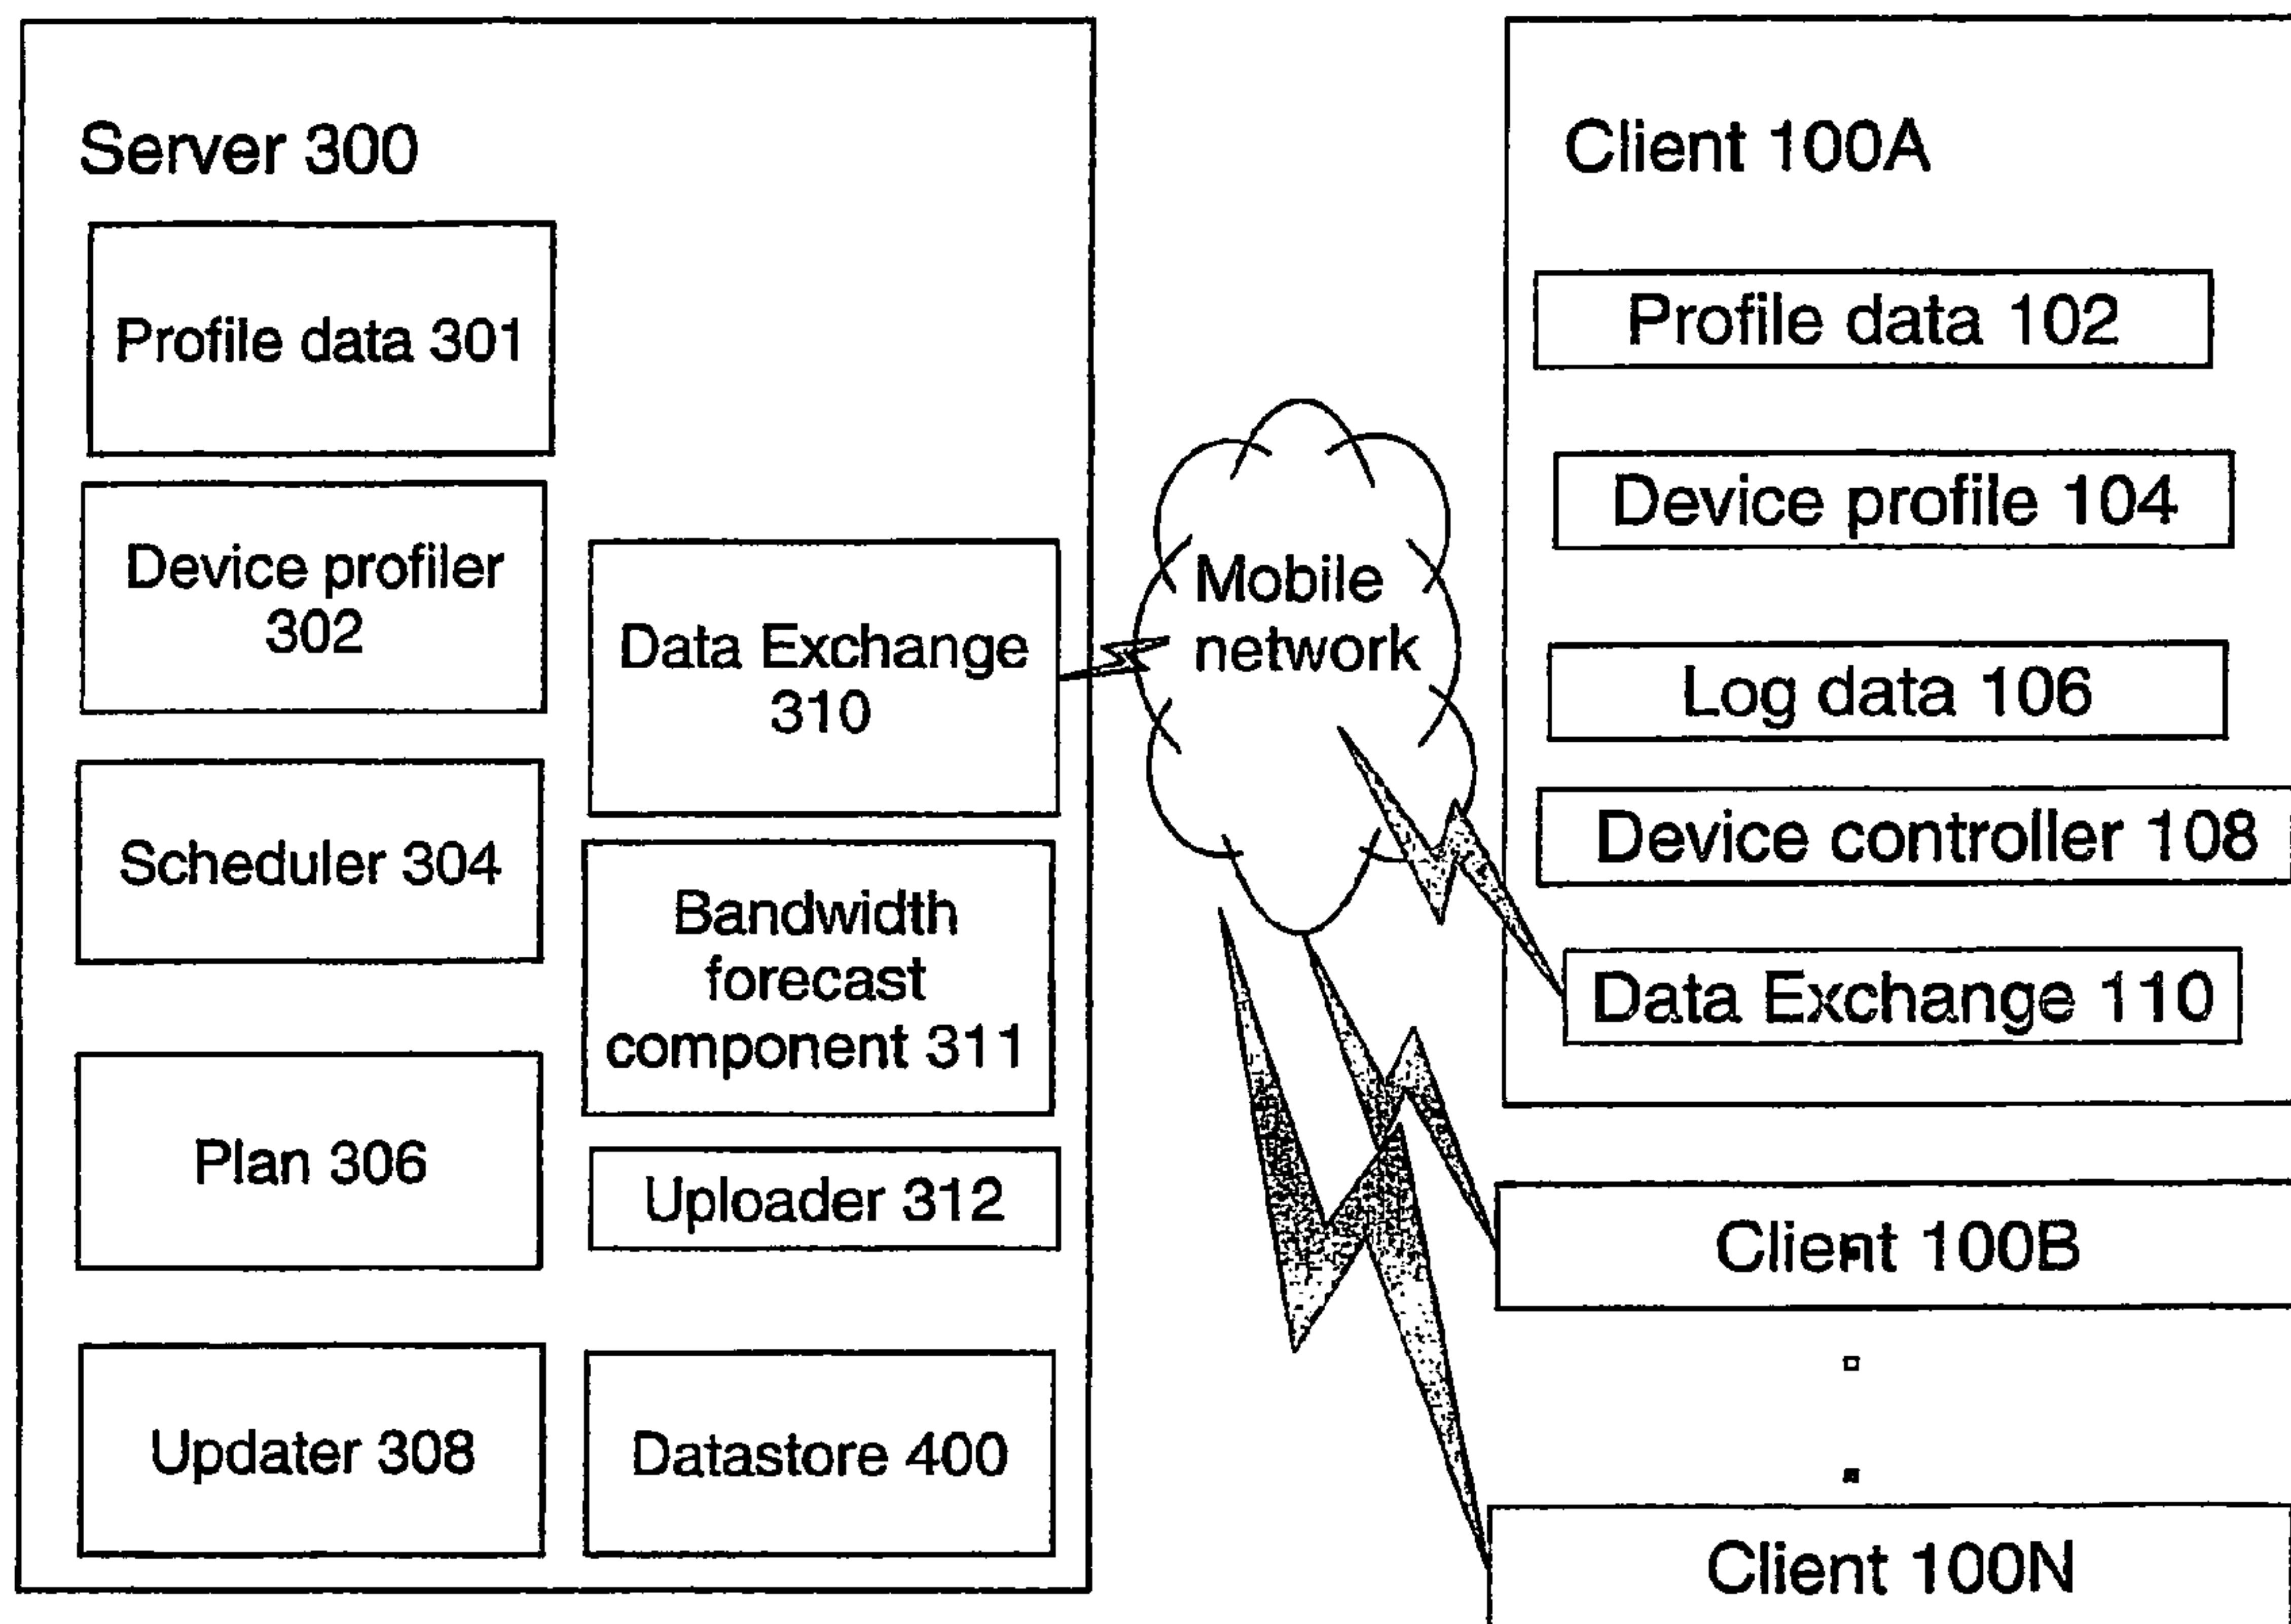 Server 300
Profile data 301
Device profiler
302
Scheduler 304
Plan 306
Updater 308
Data Exchange
310
Bandwidth
forecast
component 311
Uploader 312
Datastore 400
Mobile
network
Client 100A
Profile data 102
Device profile 104
Log data 106
Device controller 108
Data Exchange 110
Client 100B
Client 100N